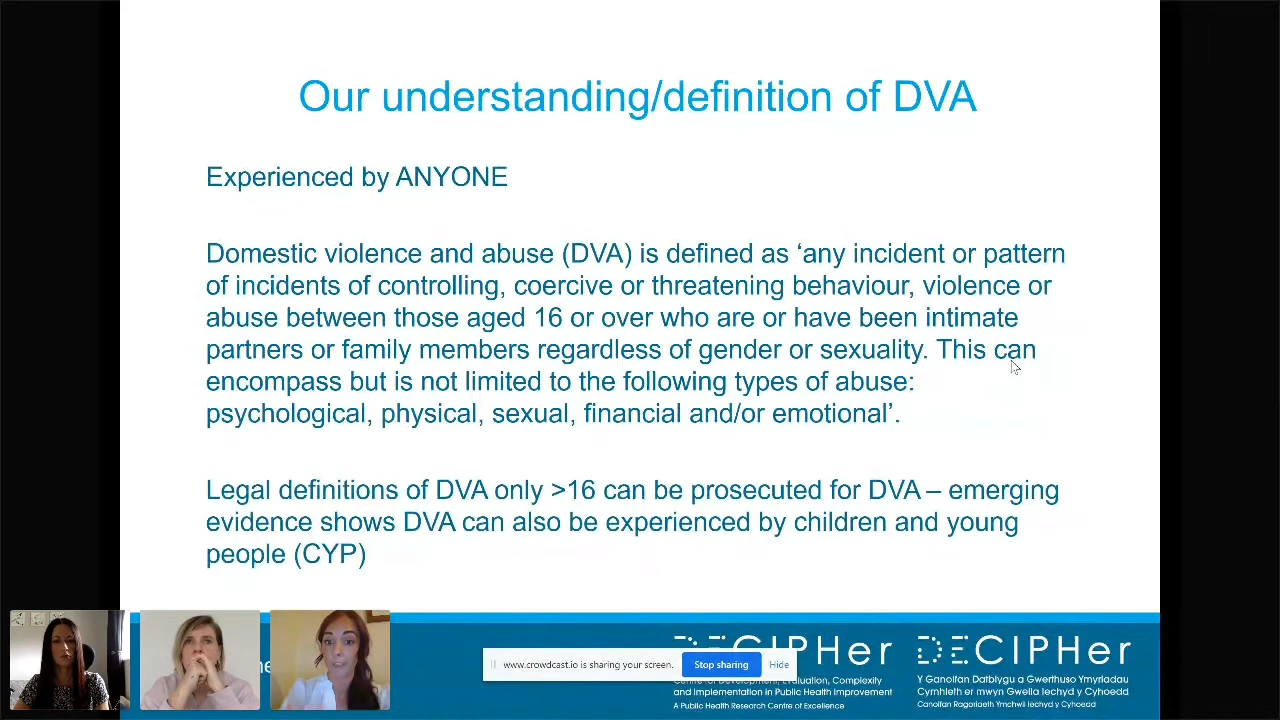 Our understanding/definition of DVA
Experienced by ANYONE
Domestic violence and abuse (DVA) is defined as ‘any incident or pattern
of incidents of controlling, coercive or threatening behaviour, violence or
abuse between those aged 16 or over who are or have been intimate
partners or family members regardless of gender or sexuality. This can
encompass but is not limited to the following types of abuse:
psychological, physical, sexual, financial and/or emotional’.
Legal definitions of DVA only >16 can be prosecuted for DVA – emerging
evidence shows DVA can also be experienced by children and young
people (CYP)
www.crowdcast.io is sharing your screen.
Stop sharing
Hide
DECIPHer
Centre for Development, Evaluation, Complexity
and Implementation in Public Health Improvement
A Public Health Research Centre of Excellence
DECIPHer
Y Ganolfan Datblygu a Gwerthuso Ymyriadau
Cymhleth er mwyn Gwella Iechyd y Cyhoedd
Canolfan Ragoriaeth Ymchwil Iechyd y Cyhoedd